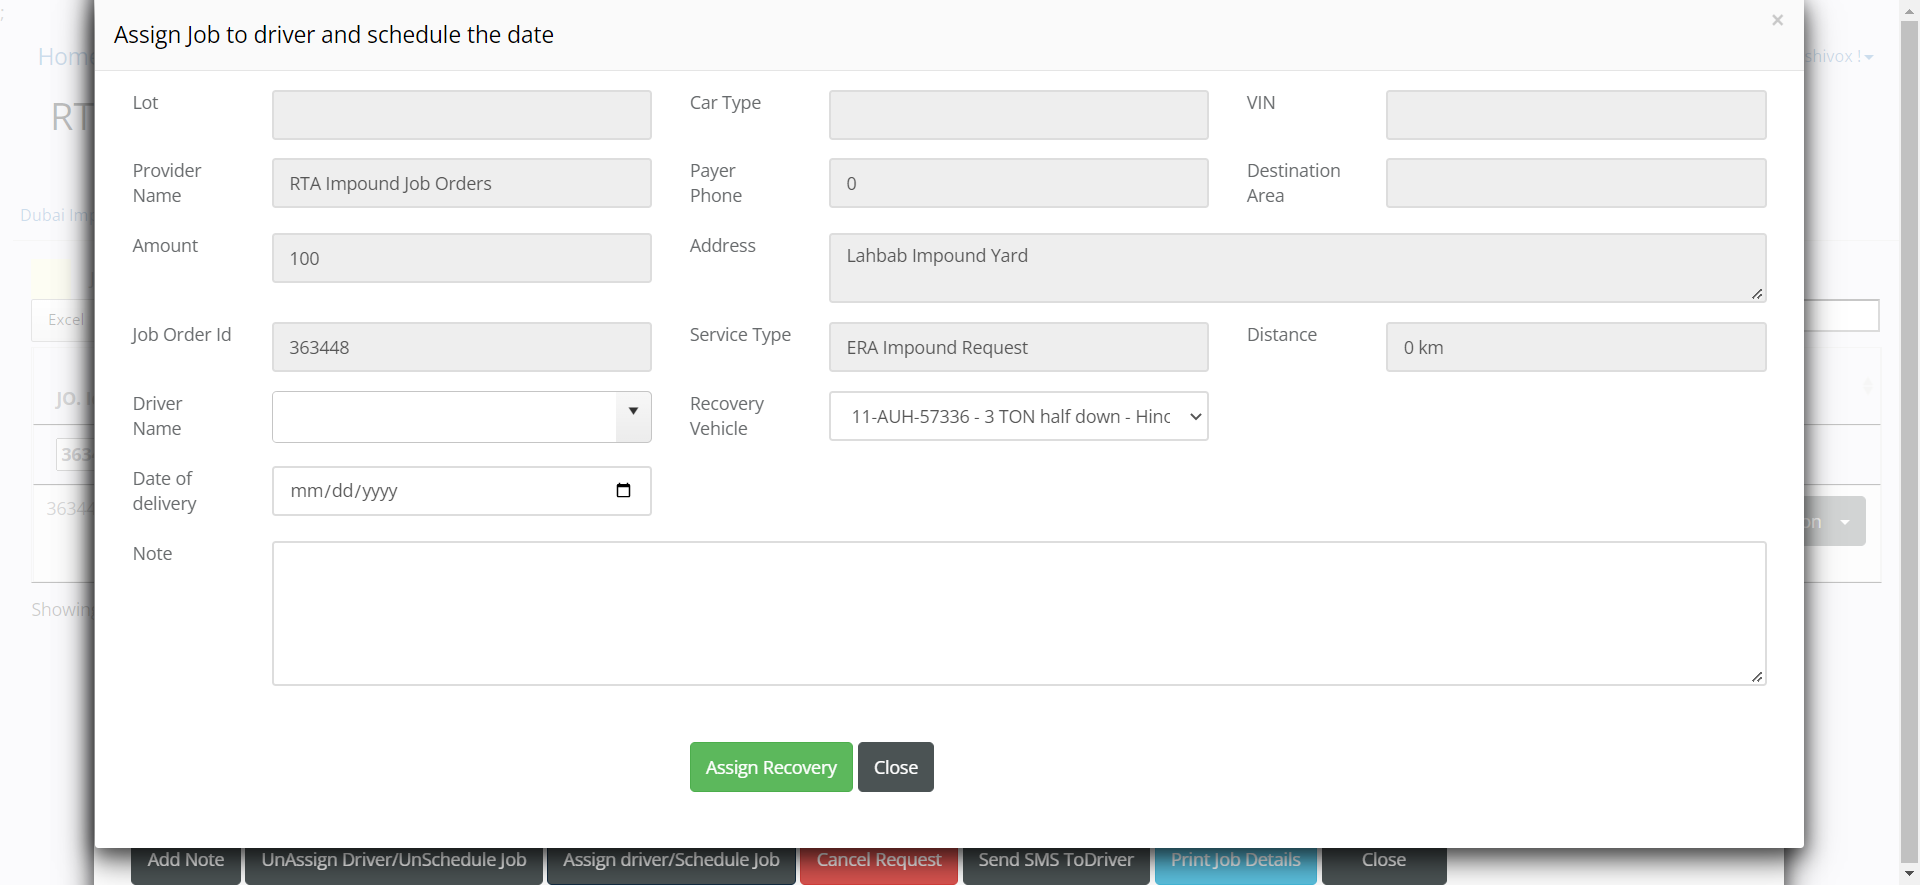 ;
Assign Job to driver and schedule the date
×
Home
shivox !
RT
Lot
Car Type
VIN
Provider Name
RTA Impound Job Orders
Payer Phone
0
Destination Area
Dubai Im
Amount
100
Address
Lahbab Impound Yard
Excel
Job Order Id
363448
Service Type
ERA Impound Request
Distance
0 km
JO. I
Driver Name
Recovery Vehicle
11-AUH-57336 - 3 TON half down - Hinc
363
Date of delivery
mm/dd/yyyy
36344
on
Note
Showing
Assign Recovery
Close
Add Note
UnAssign Driver/UnSchedule Job
Assign driver/Schedule Job
Cancel Request
Send SMS ToDriver
Print Job Details
Close